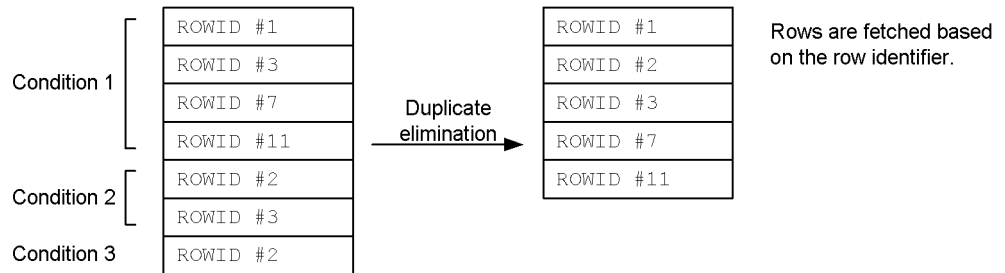 Condition 1
ROWID #1
ROWID #3
ROWID #7
ROWID #11
Condition 2
ROWID #2
ROWID #3
Condition 3
ROWID #2
Duplicate
elimination
ROWID #1
ROWID #2
ROWID #3
ROWID #7
ROWID #11
Rows are fetched based
on the row identifier.